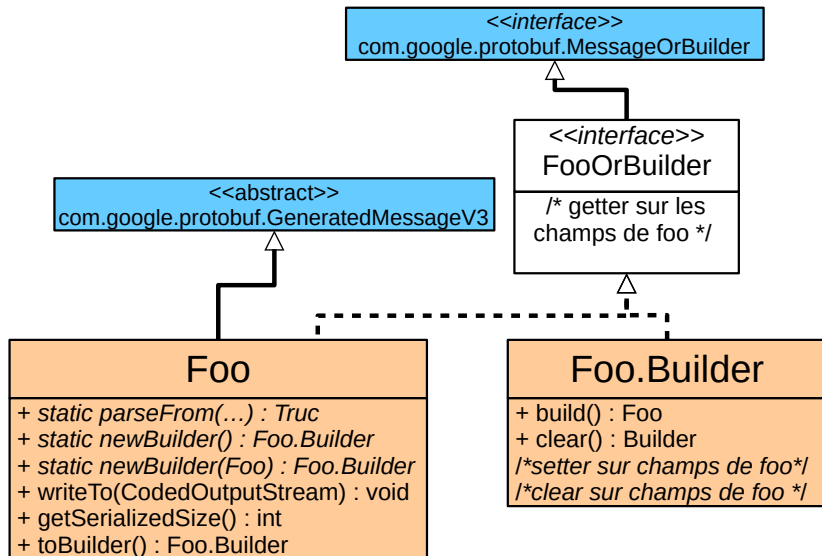 <<interface>>
com.google.protobuf.MessageOrBuilder
<<interface>>
FooOrBuilder
/* getter sur les
champs de foo */
<<abstract>>
com.google.protobuf.GeneratedMessageV3
Foo
+ static parseFrom(…) : Truc
+ static newBuilder() : Foo.Builder
+ static newBuilder(Foo) : Foo.Builder
+ writeTo(CodedOutputStream) : void
+ getSerializedSize() : int
+ toBuilder() : Foo.Builder
Foo.Builder
+ build() : Foo
+ clear() : Builder
/*setter sur champs de foo*/
/*clear sur champs de foo */